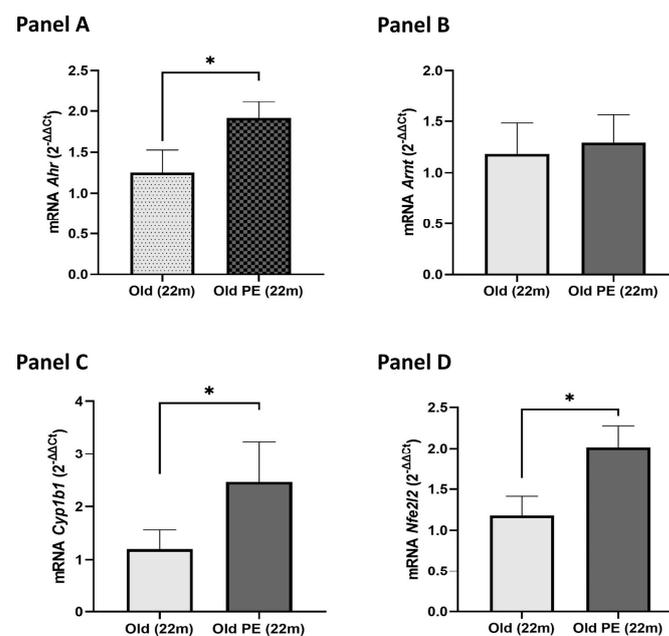 Panel A
mRNA Ahr (2-ΔΔCt)
2.5
2.0
1.5
1.0
0.5
0.0
*
Old (22m) Old PE (22m)
Panel B
mRNA Arnt (2-ΔΔCt)
2.0
1.5
1.0
0.5
0.0
Old (22m) Old PE (22m)
Panel C
mRNA Cyp1b1 (2-ΔΔCt)
4
3
2
1
0
*
Old (22m) Old PE (22m)
Panel D
mRNA Nfe2l2 (2-ΔΔCt)
2.5
2.0
1.5
1.0
0.5
0.0
*
Old (22m) Old PE (22m)